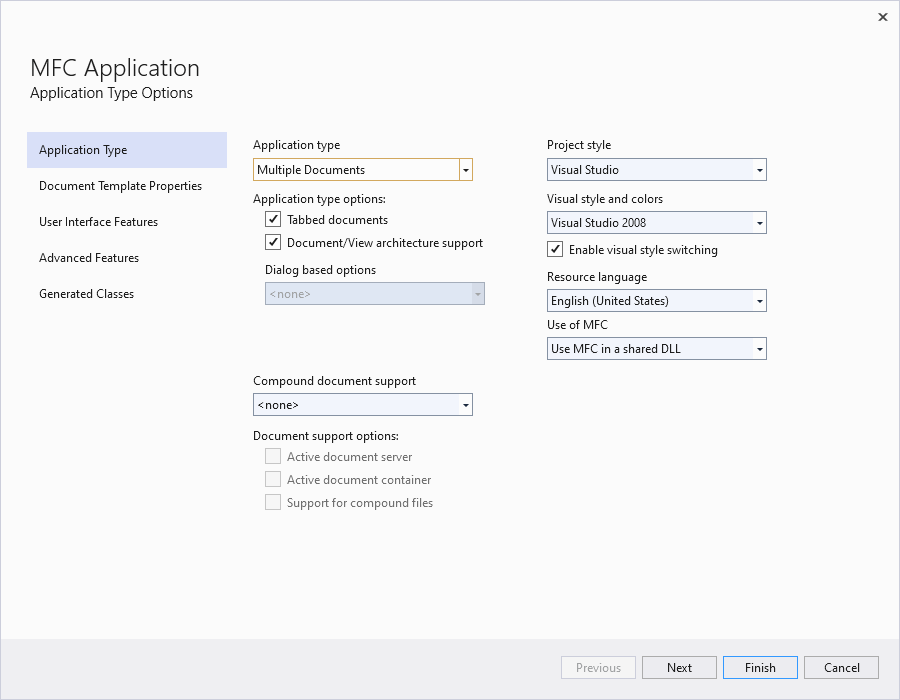 MFC Application
Application Type Options
Application Type
Document Template Properties
User Interface Features
Advanced Features
Generated Classes
Application type
Multiple Documents
Application type options:
Tabbed documents
Document/View architecture support
Dialog based options
<none>
Compound document support
<none>
Document support options:
Active document server
Active document container
Support for compound files
Project style
Visual Studio
Visual style and colors
Visual Studio 2008
Enable visual style switching
Resource language
English (United States)
Use of MFC
Use MFC in a shared DLL
Previous
Next
Finish
Cancel